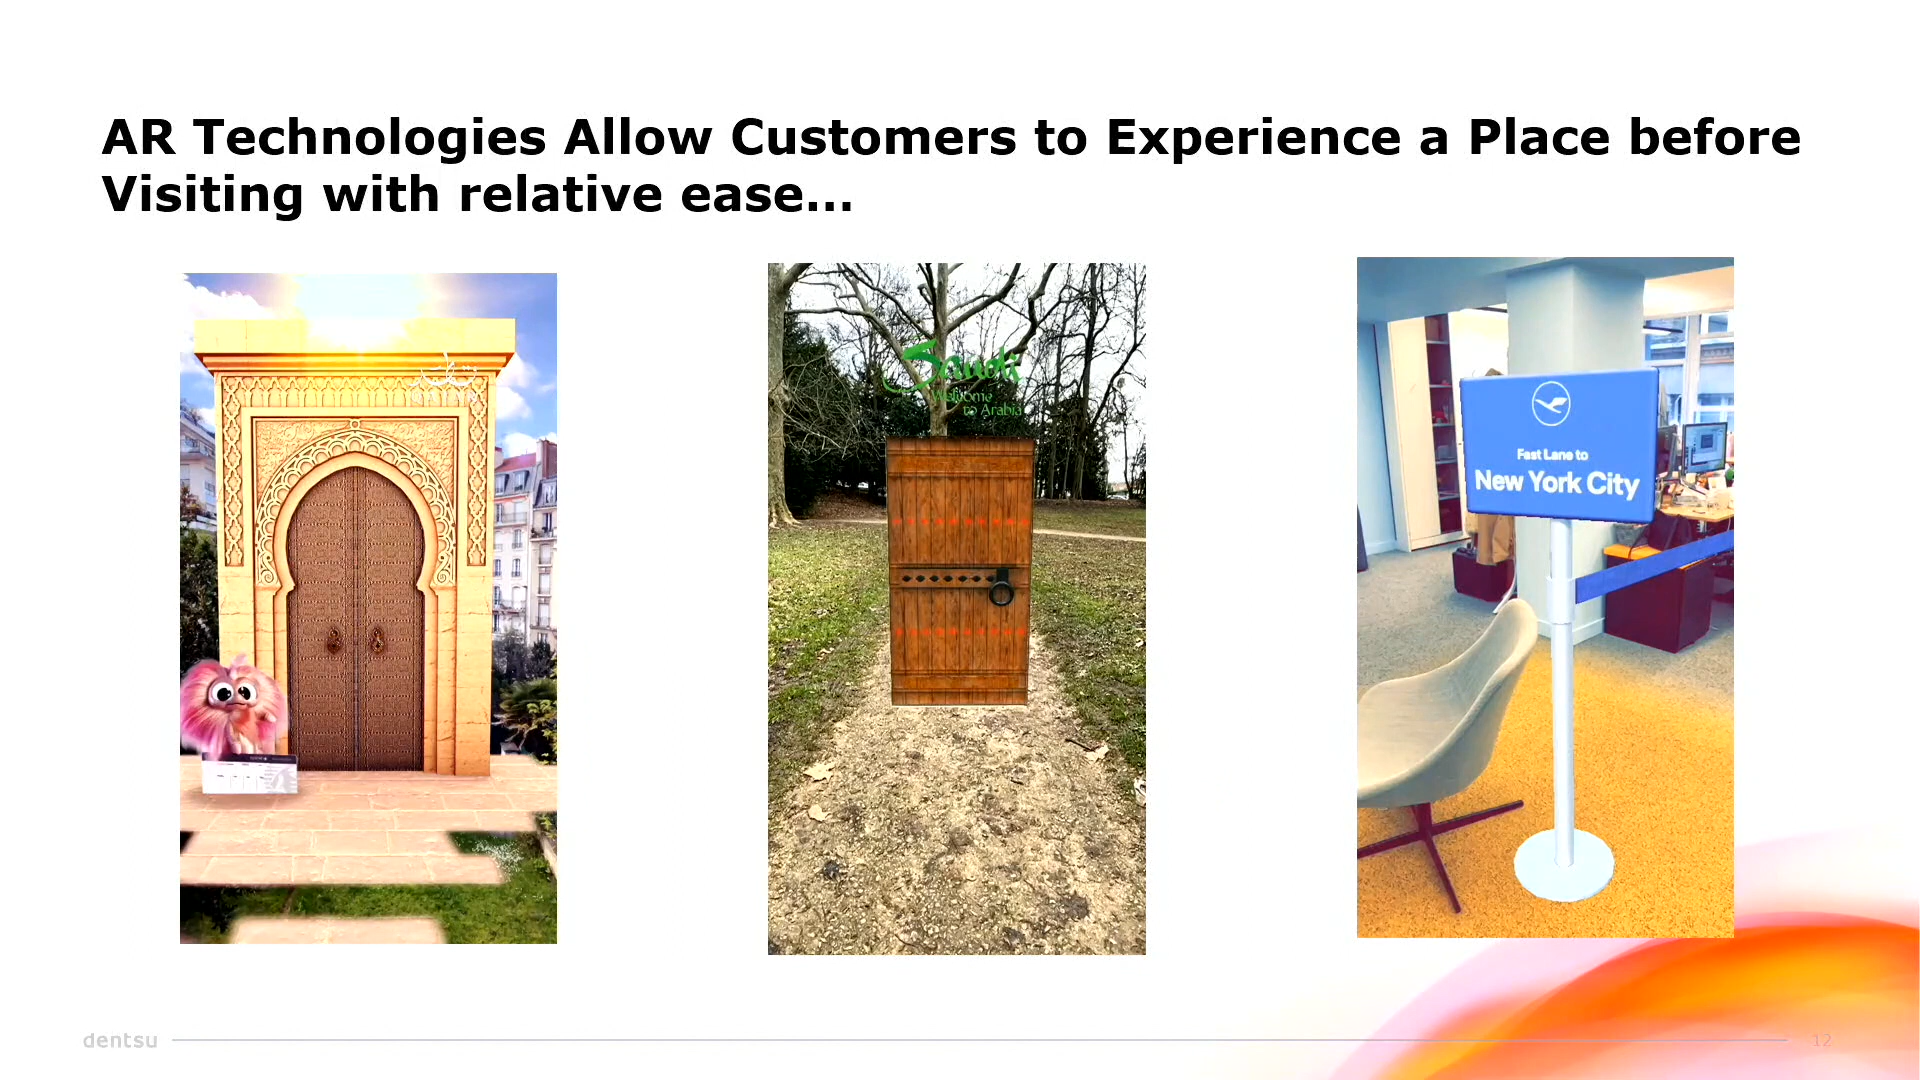 AR Technologies Allow Customers to Experience a Place before
Visiting with relative ease...
Saudi
Welcome
to Arabia
Fast Lane to
New York City
dentsu
12